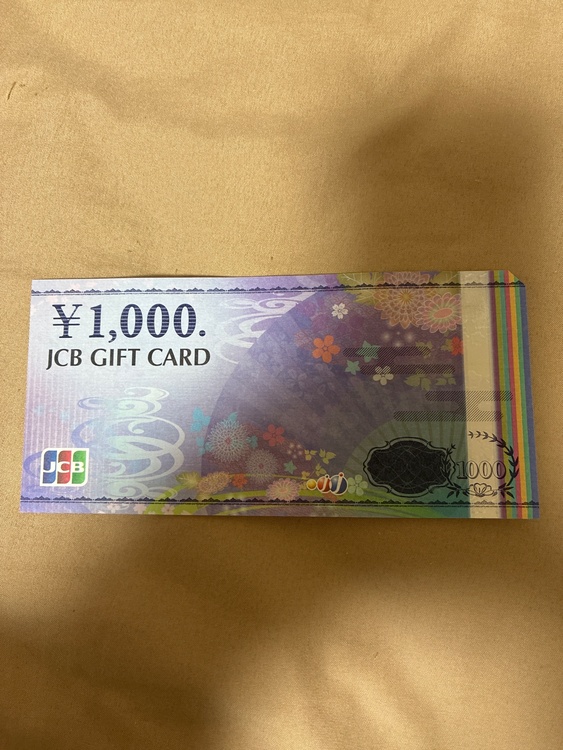 ¥1,000.
JCB GIFT CARD
JCB
1000